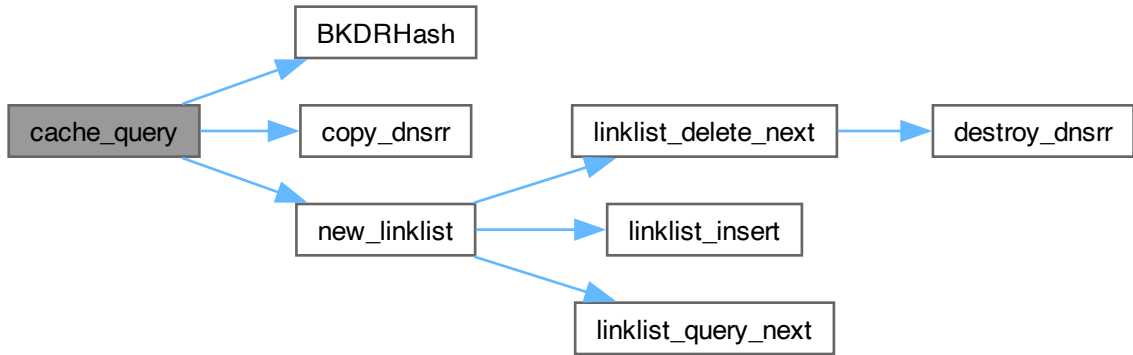 BKDRHash
cache_query
copy_dnsrr
linklist_delete_next
destroy_dnsrr
new_linklist
linklist_insert
linklist_query_next